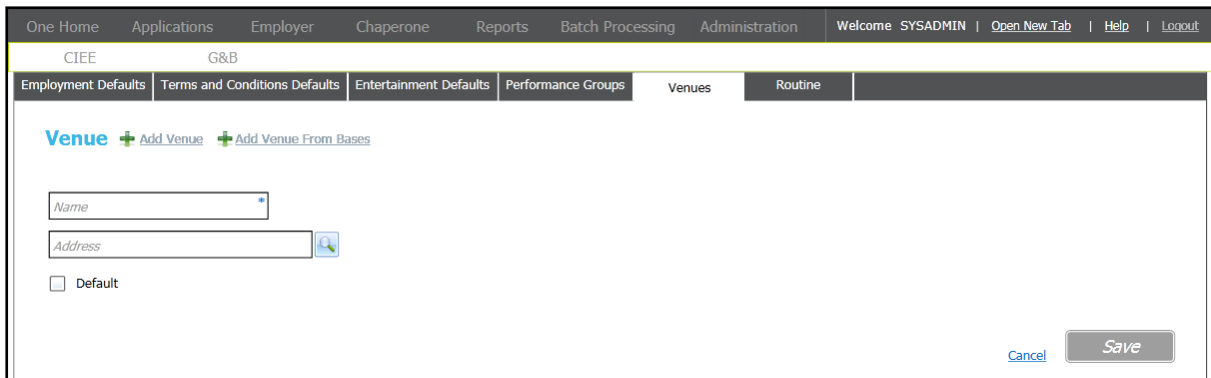 One Home Applications Employer Chaperone Reports Batch Processing Administration Welcome SYSADMIN | Open New Tab | Help | Logout
CIEE G&B
Employment Defaults Terms and Conditions Defaults Entertainment Defaults Performance Groups Venues Routine
Venue Add Venue Add Venue From Bases
Name *
Address
Default
Cancel Save